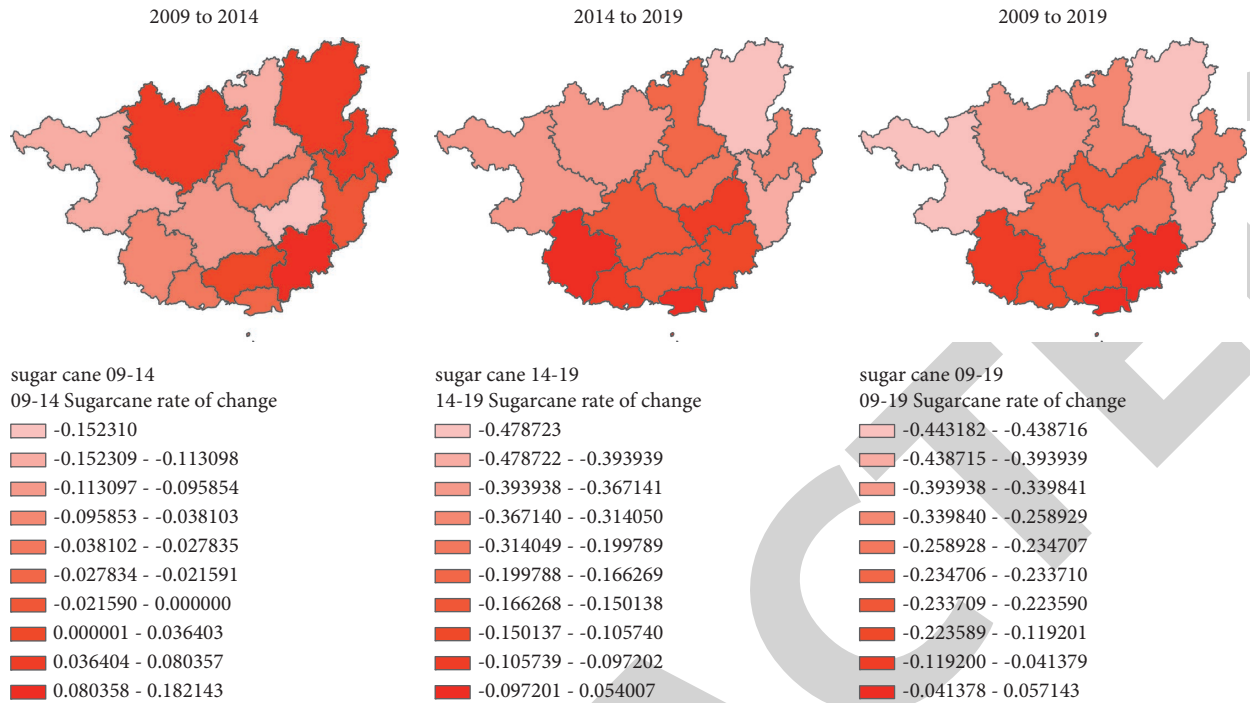 2009 to 2014
2014 to 2019
2009 to 2019
sugar cane 09-14
09-14 Sugarcane rate of change
-0.152310
-0.152309 - -0.113098
-0.113097 - -0.095854
-0.095853 - -0.038103
-0.038102 - -0.027835
-0.027834 - -0.021591
-0.021590 - 0.000000
0.000001 - 0.036403
0.036404 - 0.080357
0.080358 - 0.182143
sugar cane 14-19
14-19 Sugarcane rate of change
-0.478723
-0.478722 - -0.393939
-0.393938 - -0.367141
-0.367140 - -0.314050
-0.314049 - -0.199789
-0.199788 - -0.166269
-0.166268 - -0.150138
-0.150137 - -0.105740
-0.105739 - -0.097202
-0.097201 - 0.054007
sugar cane 09-19
09-19 Sugarcane rate of change
-0.443182 - -0.438716
-0.438715 - -0.393939
-0.393938 - -0.339841
-0.339840 - -0.258929
-0.258928 - -0.234707
-0.234706 - -0.233710
-0.233709 - -0.223590
-0.223589 - -0.119201
-0.119200 - -0.041379
-0.041378 - 0.057143
ACTE